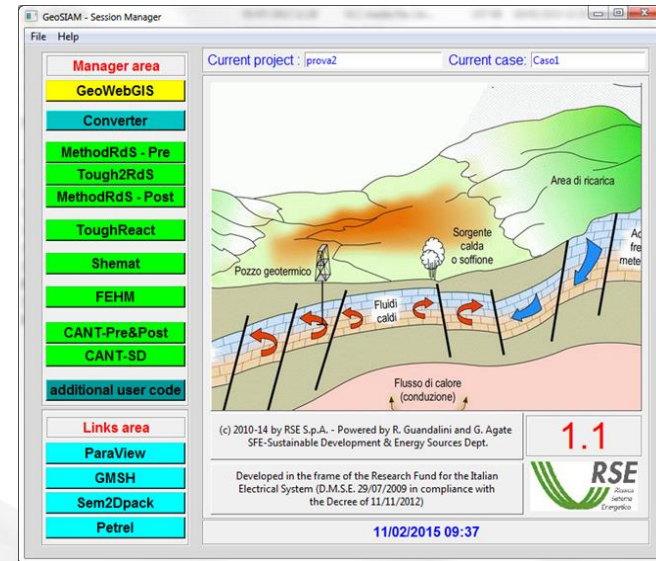 GeoSIAM - Session Manager
File Help
Manager area
GeoWebGIS
Converter
MethodRdS - Pre
Tough2RdS
MethodRdS - Post
ToughReact
Shemat
FEHM
CANT-Pre&Post
CANT-SD
additional user code
Links area
ParaView
GMSH
Sem2Dpack
Petrel
Current project : prova2 Current case: Caso1
Area di ricarica
Sorgente
calda
o soffione
Pozzo geotermico
Fluidi
caldi
Flusso di calore
(conduzione)
(c) 2010-14 by RSE S.p.A. - Powered by R. Guandalini and G. Agate
SFE-Sustainable Development & Energy Sources Dept.
Developed in the frame of the Research Fund for the Italian
Electrical System (D.M.S.E. 29/07/2009 in compliance with
the Decree of 11/11/2012)
1.1
RSE
Ricerca
Sistema
Energetico
11/02/2015 09:37